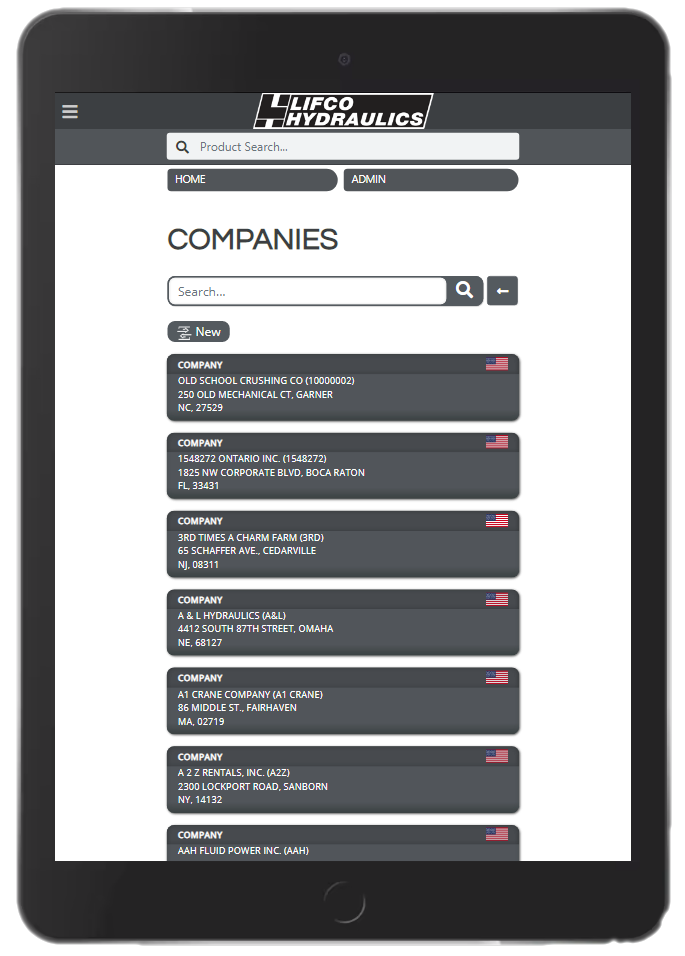 LIFCO
HYDRAULICS
Product Search...
HOME
ADMIN
COMPANIES
Search...
New
COMPANY
OLD SCHOOL CRUSHING CO (10000002)
250 OLD MECHANICAL CT, GARNER
NC, 27529
COMPANY
1548272 ONTARIO INC. (1548272)
1825 NW CORPORATE BLVD, BOCA RATON
FL, 33431
COMPANY
3RD TIMES A CHARM FARM (3RD)
65 SCHAFFER AVE., CEDARVILLE
NJ, 08311
COMPANY
A & L HYDRAULICS (A&L)
4412 SOUTH 87TH STREET, OMAHA
NE, 68127
COMPANY
A1 CRANE COMPANY (A1 CRANE)
86 MIDDLE ST., FAIRHAVEN
MA, 02719
COMPANY
A 2 Z RENTALS, INC. (A2Z)
2300 LOCKPORT ROAD, SANBORN
NY, 14132
COMPANY
AAH FLUID POWER INC. (AAH)